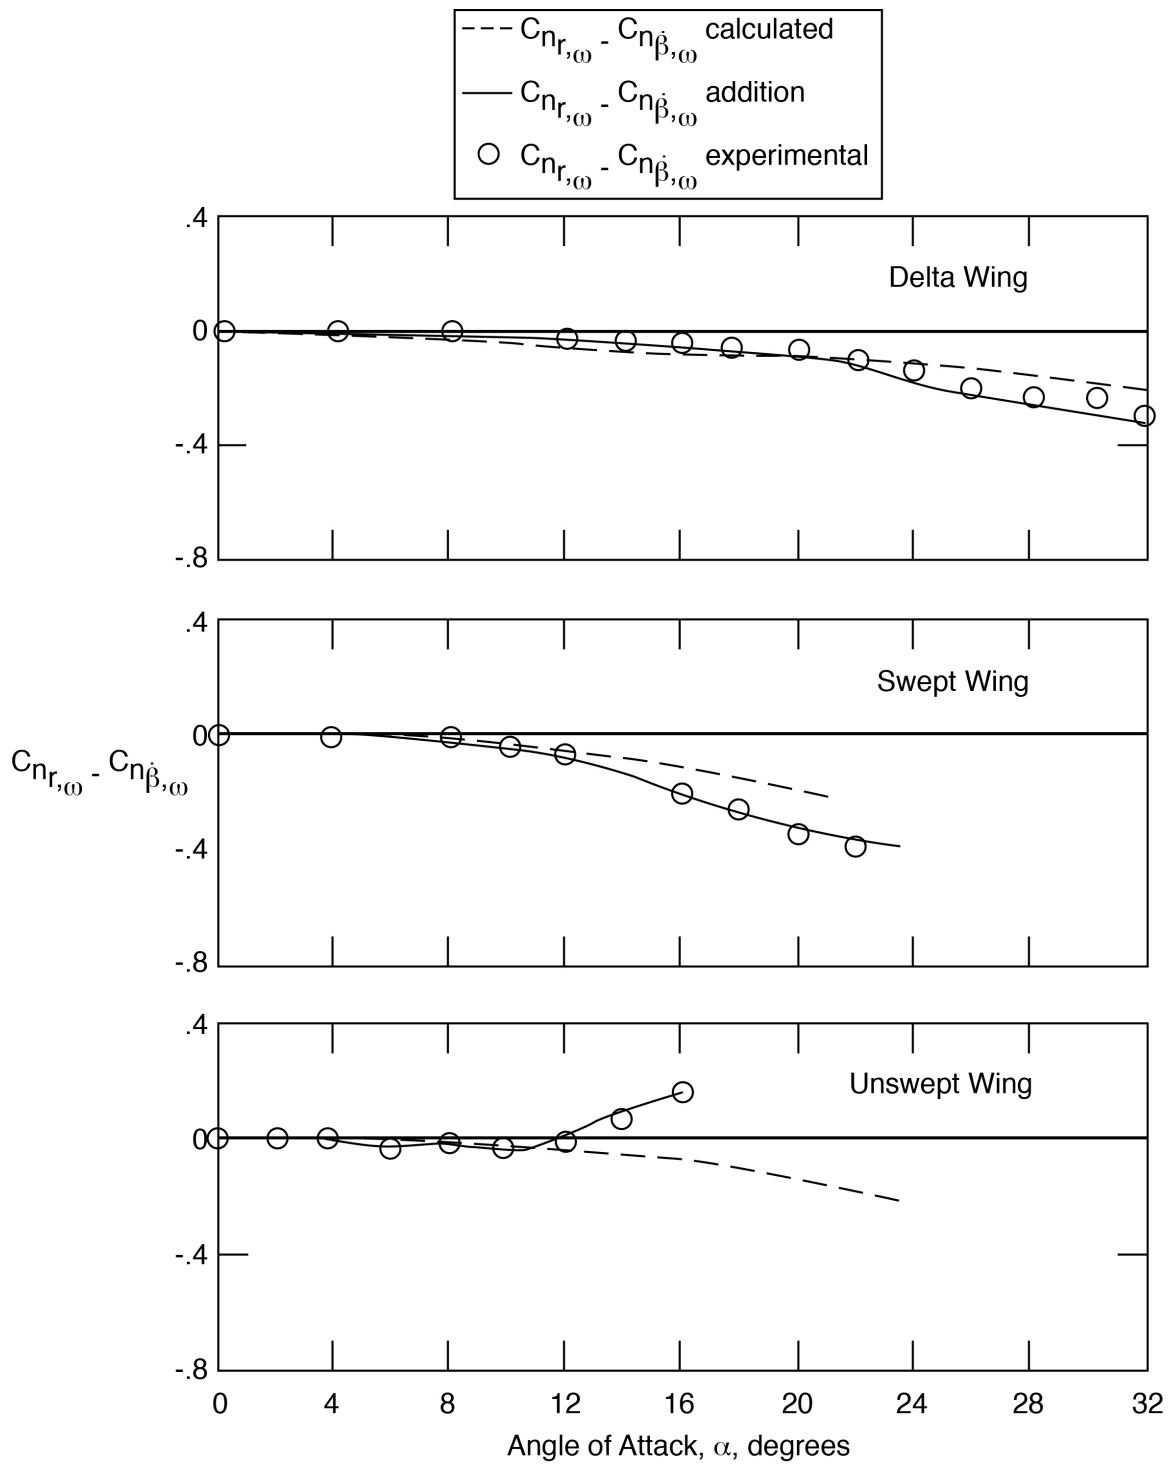 Cnr,ω - Cnβ̇,ω calculated
Cnr,ω - Cnβ̇,ω addition
Cnr,ω - Cnβ̇,ω experimental
.4
Delta Wing
0
-.4
-.8
.4
Swept Wing
0
Cnr,ω - Cnβ̇,ω
-.4
-.8
.4
Unswept Wing
0
-.4
-.8
0 4 8 12 16 20 24 28 32
Angle of Attack, α, degrees